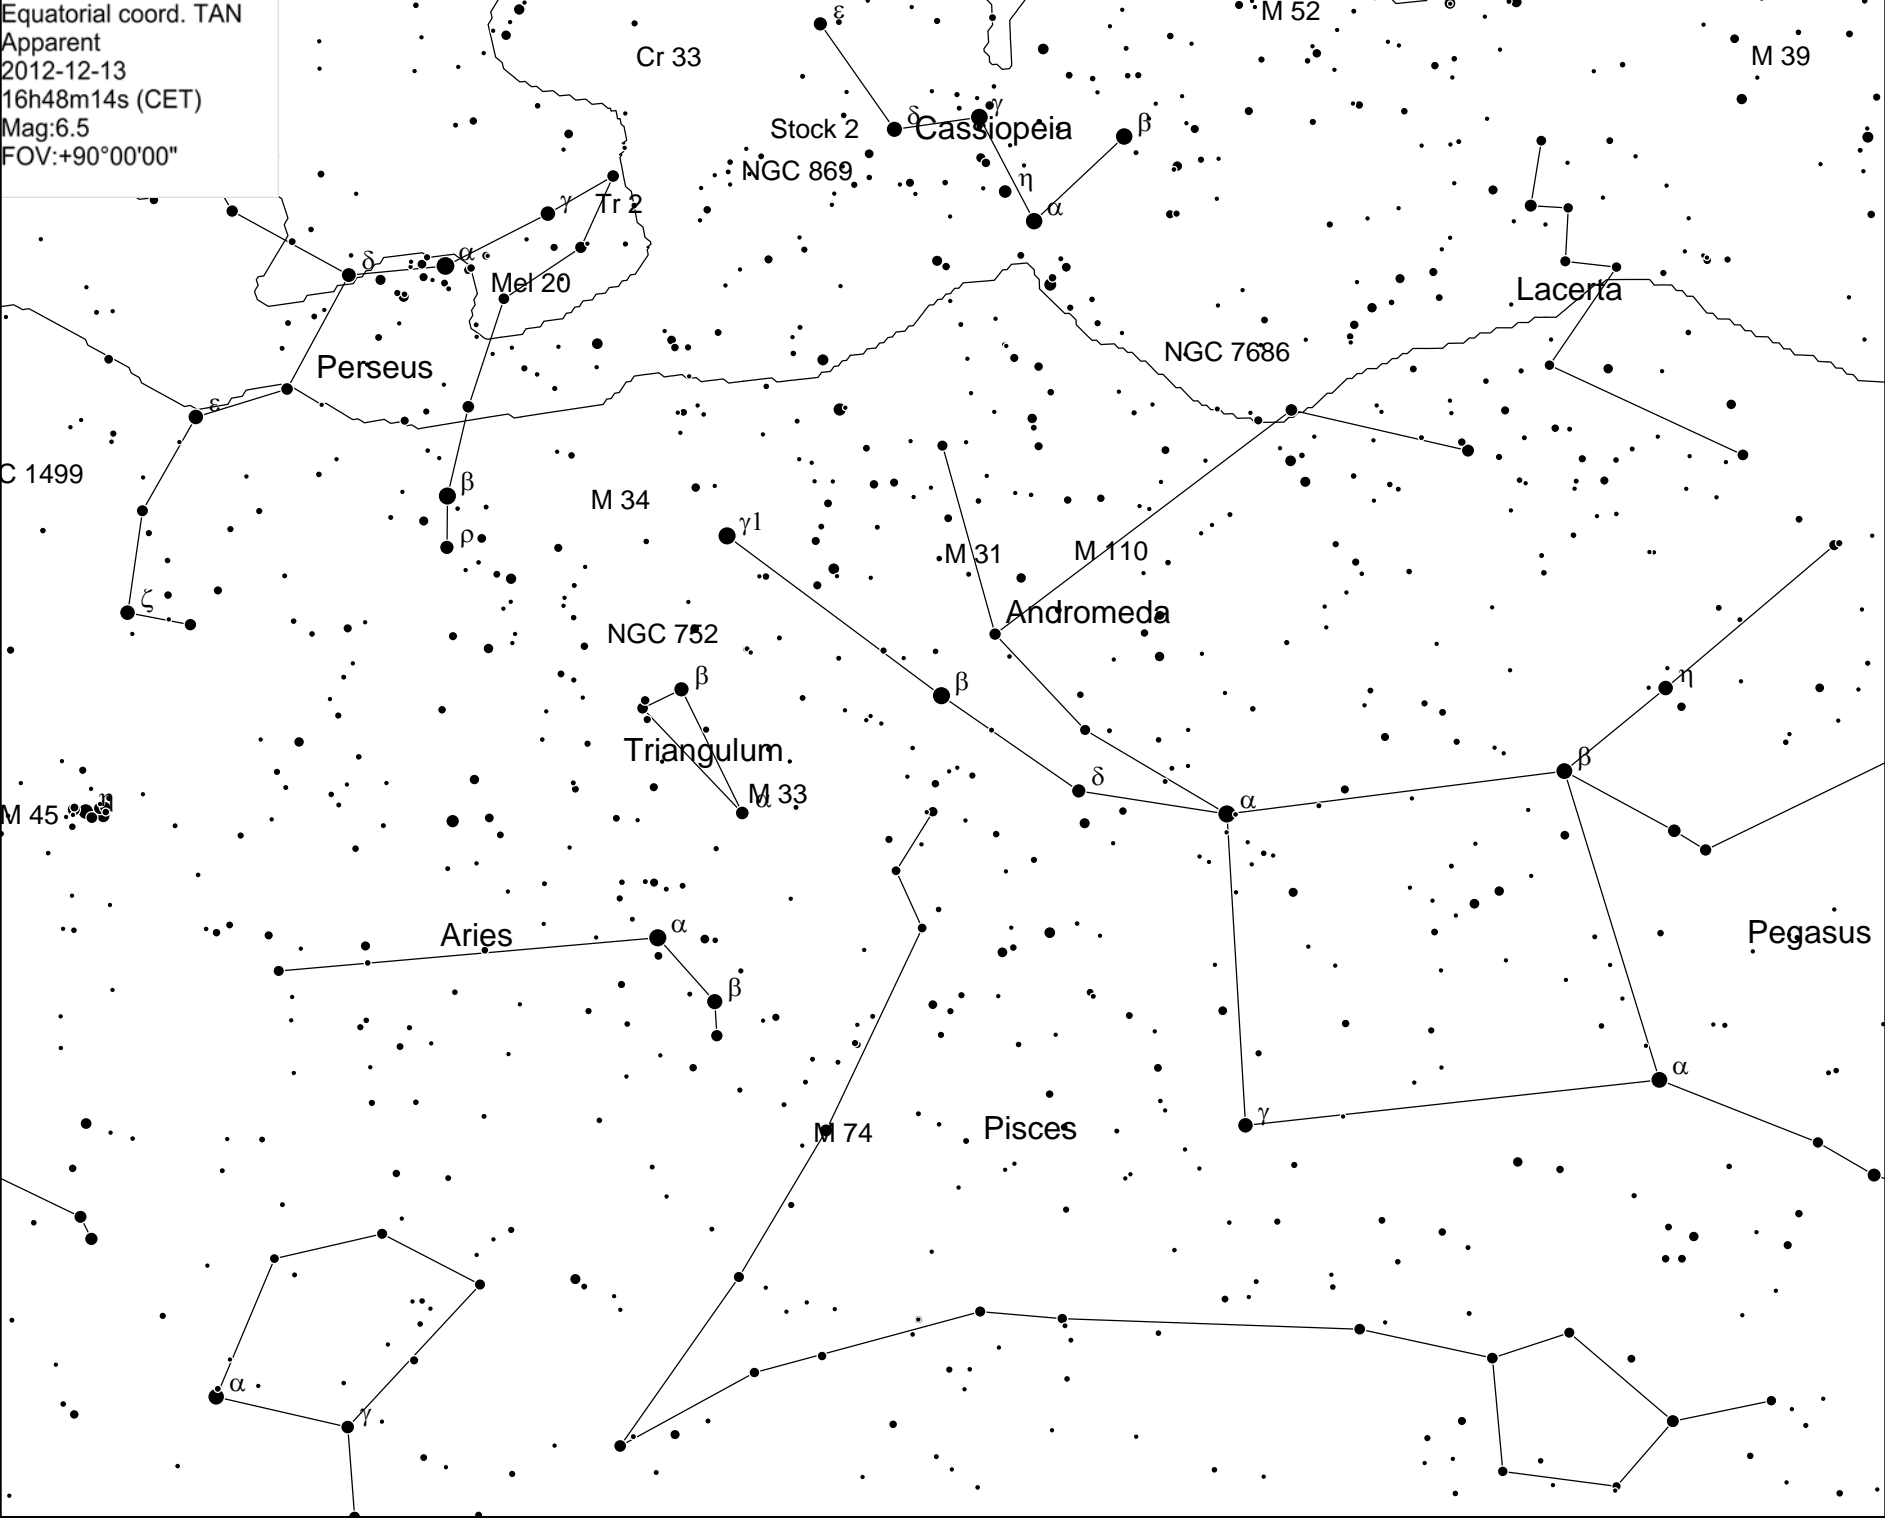 Equatorial coord. TAN
Apparent
2012-12-13
16h48m14s (CET)
Mag:6.5
FOV:+90°00'00"
ε
M 52
Cr 33
M 39
γ
Stock 2
δ
Cassiopeia
β
NGC 869
η
γ
Tr 2
α
δ
α
Mel 20
Lacerta
NGC 7686
Perseus
ε
C 1499
β
M 34
γ1
ρ
M 31
M 110
ζ
Andromeda
NGC 752
β
β
η
Triangulum
β
δ
M 33
α
η
M 45
α
α
Aries
Pegasus
β
α
γ
M 74
Pisces
α
γ